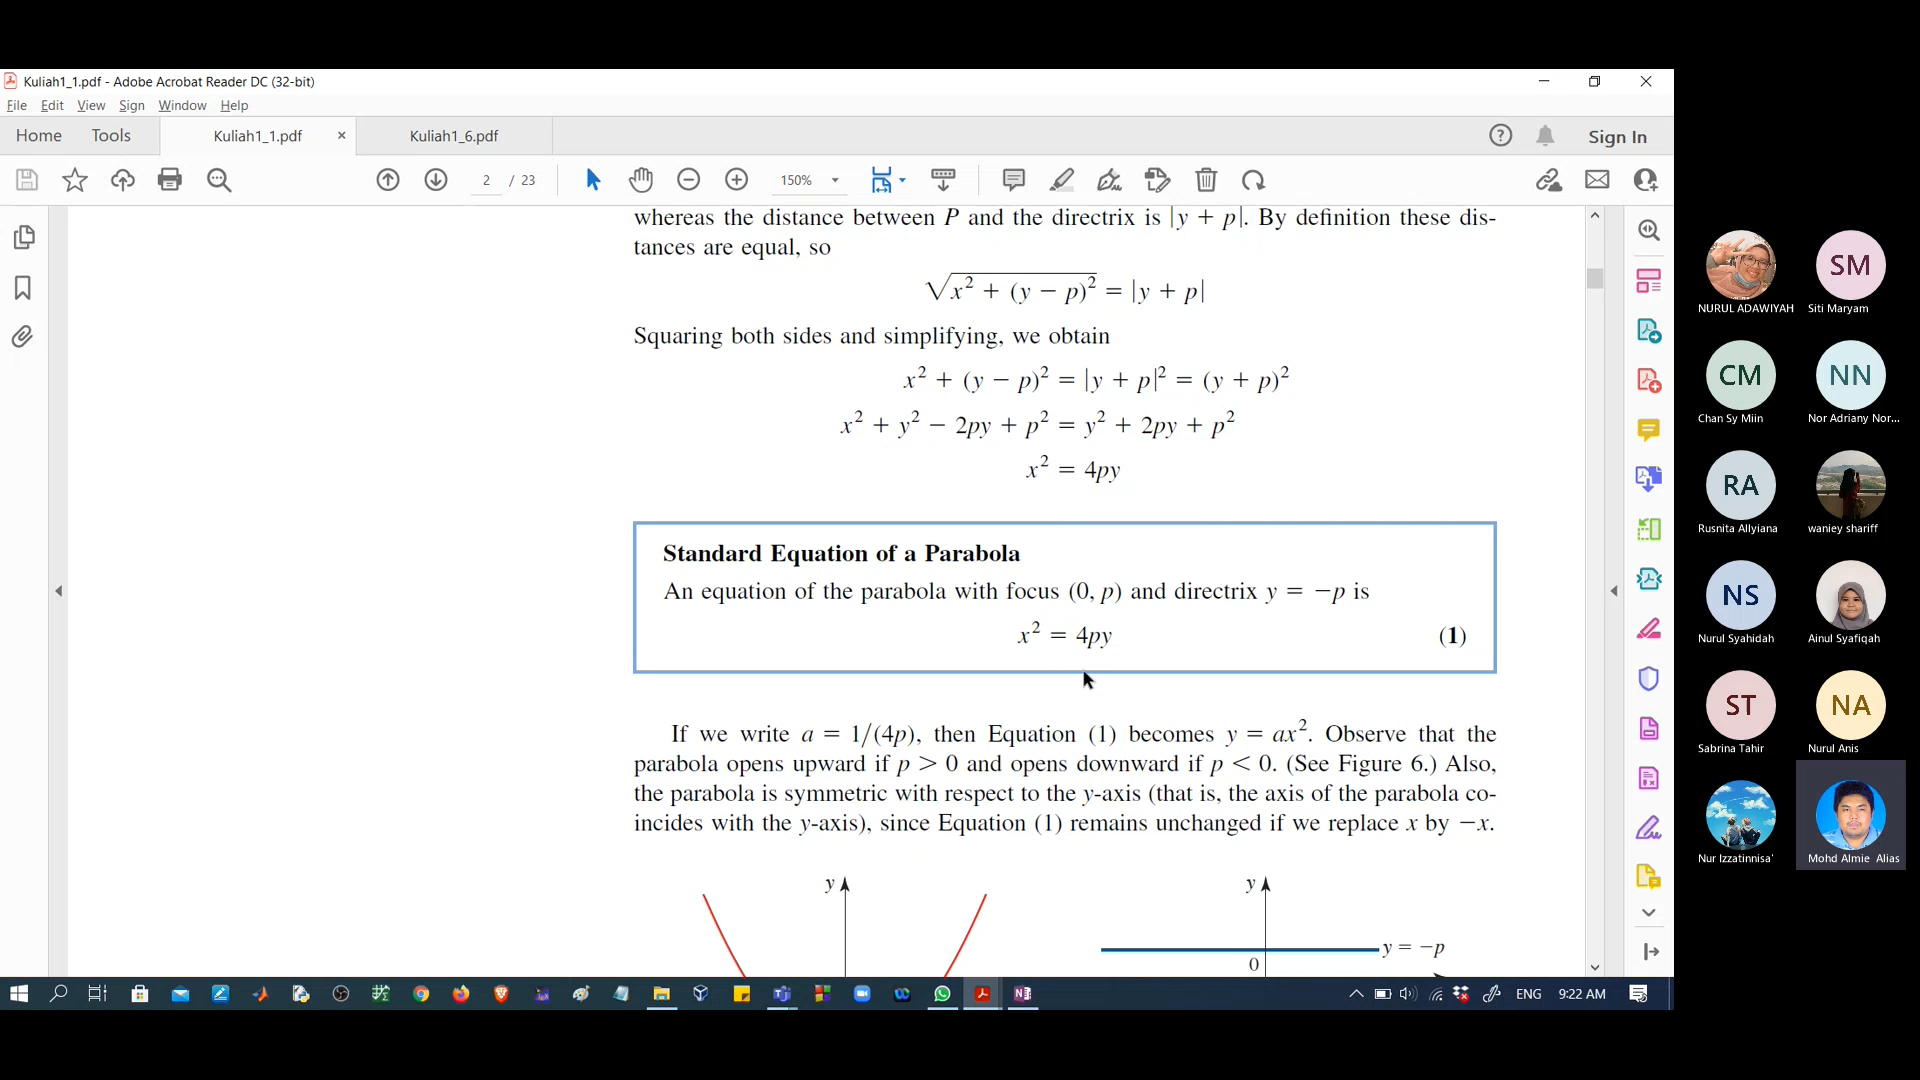 Kuliah1_1.pdf - Adobe Acrobat Reader DC (32-bit)
File Edit View Sign Window Help
Home Tools Kuliah1_1.pdf × Kuliah1_6.pdf Sign In
2 / 23 150%
whereas the distance between P and the directrix is |y + p|. By definition these dis-
tances are equal, so
√x² + (y − p)² = |y + p|
Squaring both sides and simplifying, we obtain
x² + (y − p)² = |y + p|² = (y + p)²
x² + y² − 2py + p² = y² + 2py + p²
x² = 4py
Standard Equation of a Parabola
An equation of the parabola with focus (0, p) and directrix y = −p is
x² = 4py (1)
If we write a = 1/(4p), then Equation (1) becomes y = ax². Observe that the
parabola opens upward if p > 0 and opens downward if p < 0. (See Figure 6.) Also,
the parabola is symmetric with respect to the y-axis (that is, the axis of the parabola co-
incides with the y-axis), since Equation (1) remains unchanged if we replace x by −x.
y y
y = −p
0
ENG 9:22 AM
SM
NURUL ADAWIYAH Siti Maryam
CM NN
Chan Sy Miin Nor Adriany Nor...
RA
Rusnita Allyiana waniey shariff
NS
Nurul Syahidah Ainul Syafiqah
ST NA
Sabrina Tahir Nurul Anis
Nur Izzatinnisa' Mohd Almie Alias